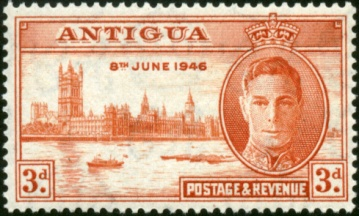 ANTIGUA
8TH JUNE 1946
3d
POSTAGE & REVENUE
3d